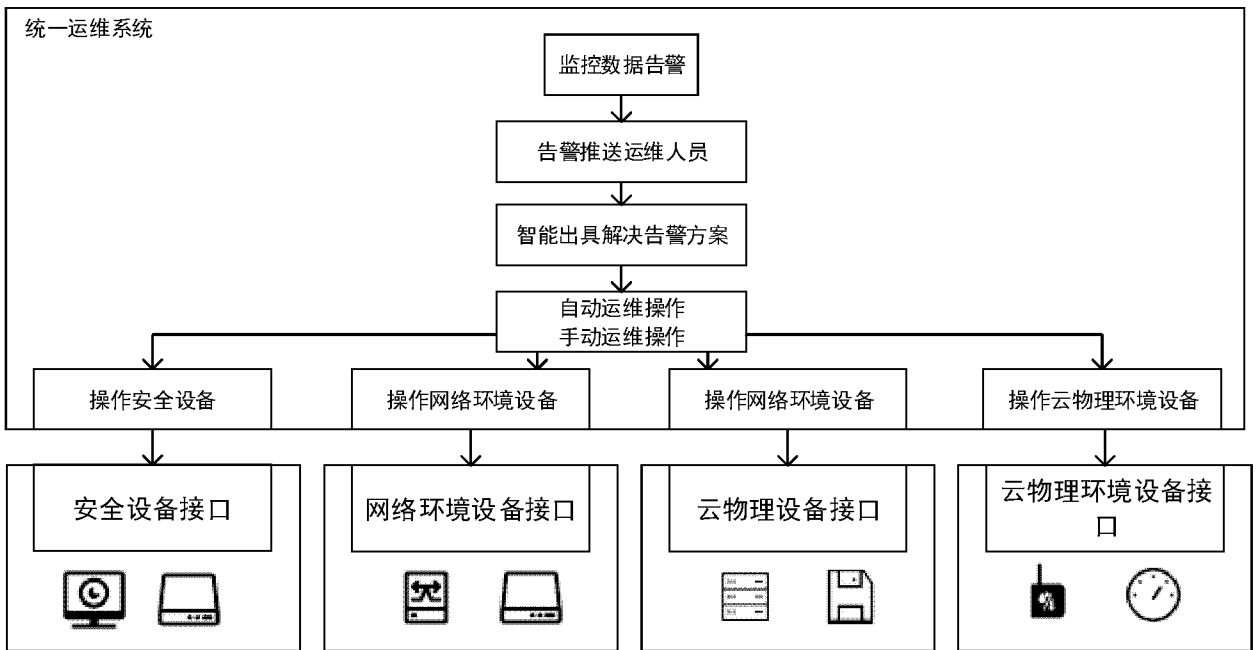 统一运维系统
监控数据告警
告警推送运维人员
智能出具解决告警方案
自动运维操作
手动运维操作
操作安全设备
操作网络环境设备
操作网络环境设备
操作云物理环境设备
安全设备接口
网络环境设备接口
云物理设备接口
云物理环境设备接
口